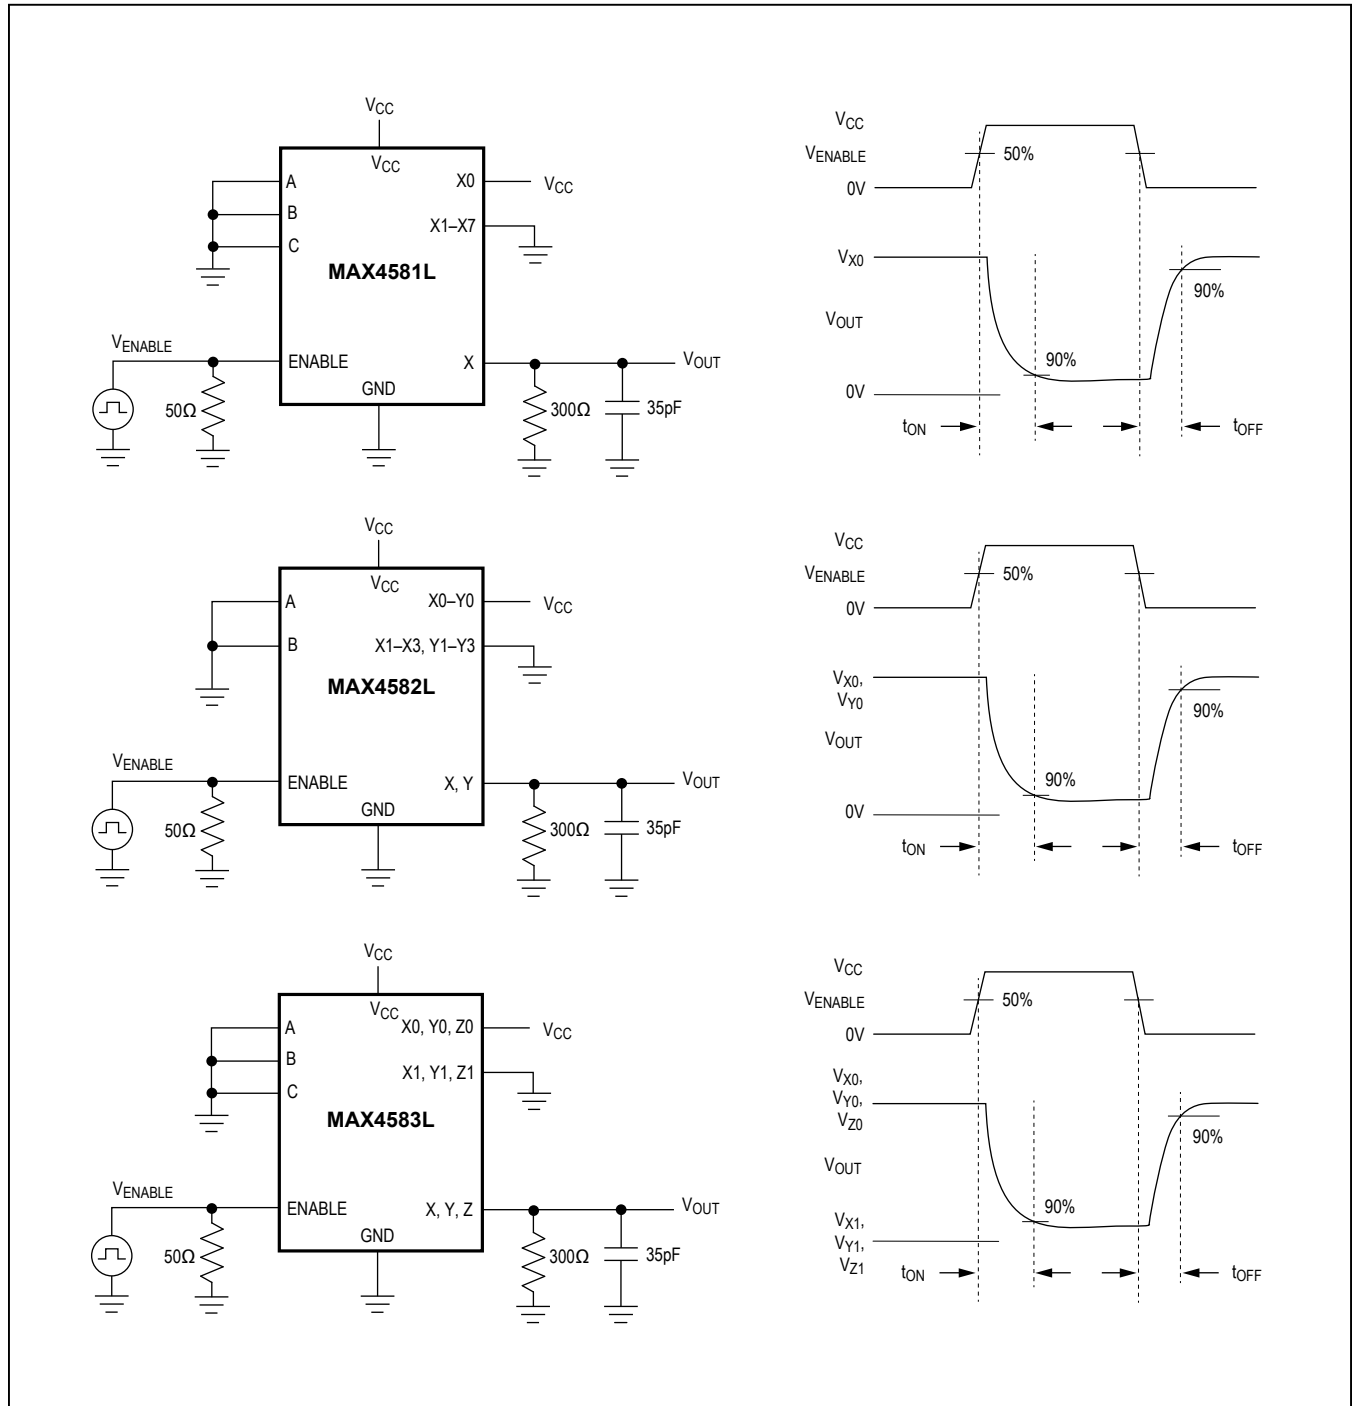 VCC
VCC
A
B
C
X0
VCC
X1–X7
MAX4581L
VENABLE
ENABLE
X
VOUT
GND
50Ω
300Ω
35pF
VCC
VENABLE
50%
0V
VX0
90%
VOUT
90%
0V
tON
tOFF
VCC
VCC
A
B
X0–Y0
VCC
X1–X3, Y1–Y3
MAX4582L
VENABLE
ENABLE
X, Y
VOUT
GND
50Ω
300Ω
35pF
VCC
VENABLE
50%
0V
VX0,
VY0
90%
VOUT
90%
0V
tON
tOFF
VCC
VCC
A
B
C
X0, Y0, Z0
VCC
X1, Y1, Z1
MAX4583L
VENABLE
ENABLE
X, Y, Z
VOUT
GND
50Ω
300Ω
35pF
VCC
VENABLE
50%
0V
VX0,
VY0,
VZ0
90%
VOUT
90%
VX1,
VY1,
VZ1
tON
tOFF